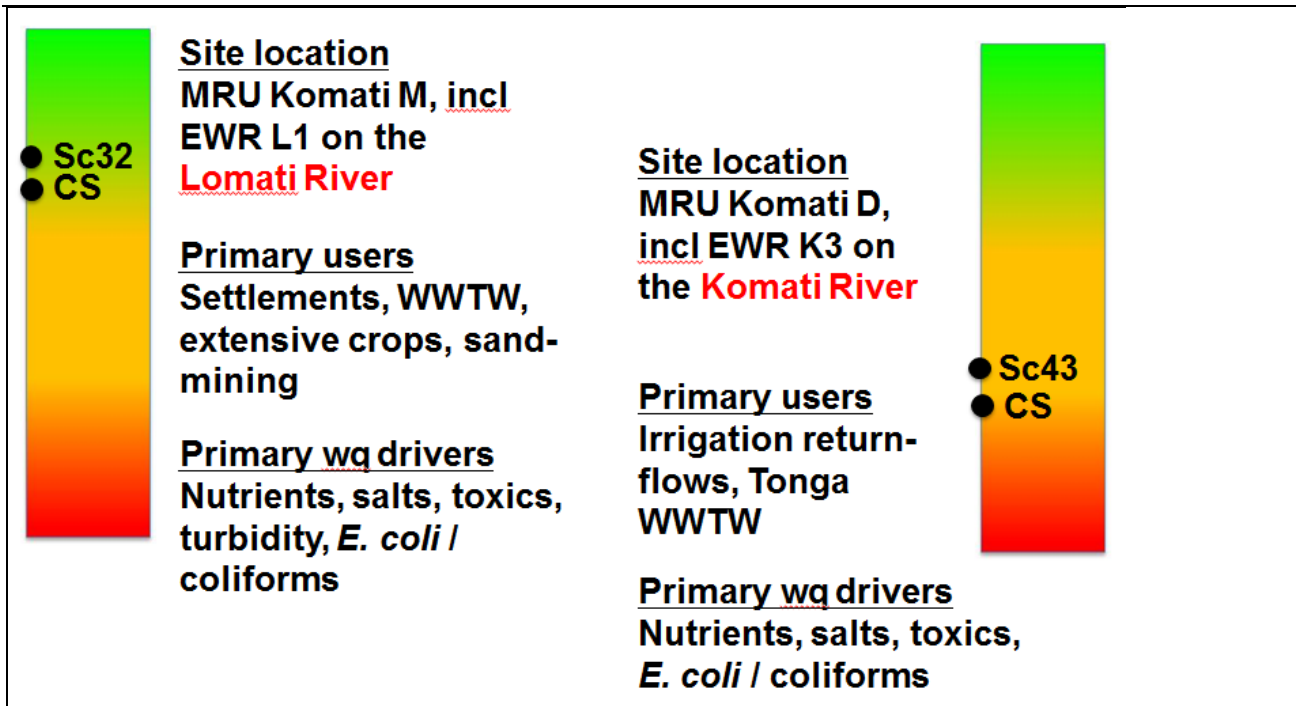 Sc32
CS
Site location
MRU Komati M, incl
EWR L1 on the
Lomati River
Primary users
Settlements, WWTW,
extensive crops, sand-
mining
Primary wq drivers
Nutrients, salts, toxics,
turbidity, E. coli /
coliforms
Site location
MRU Komati D,
incl EWR K3 on
the Komati River
Primary users
Irrigation return-
flows, Tonga
WWTW
Primary wq drivers
Nutrients, salts, toxics,
E. coli / coliforms
Sc43
CS